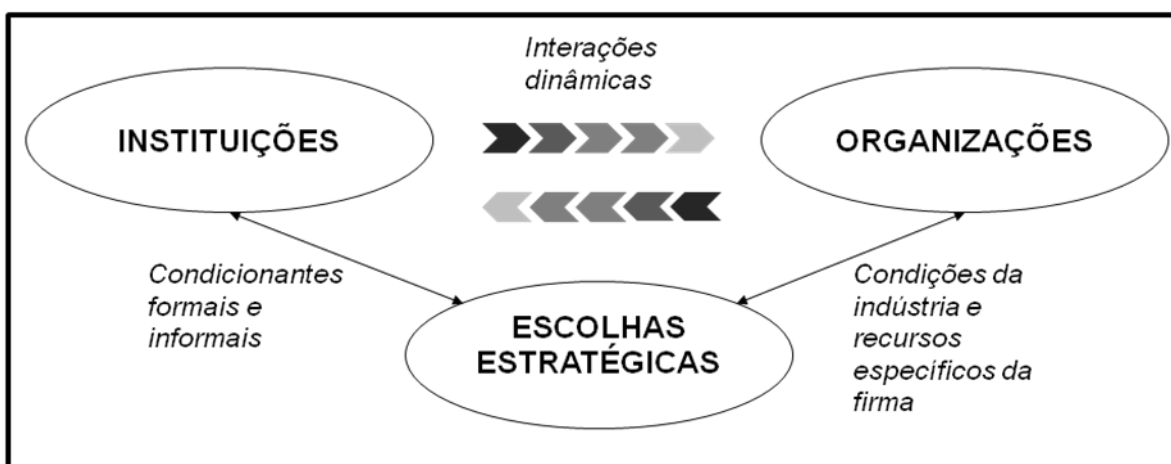 Interações
dinâmicas
INSTITUIÇÕES
ORGANIZAÇÕES
Condicionantes
formais e
informais
Condições da
indústria e
recursos
específicos da
firma
ESCOLHAS
ESTRATÉGICAS